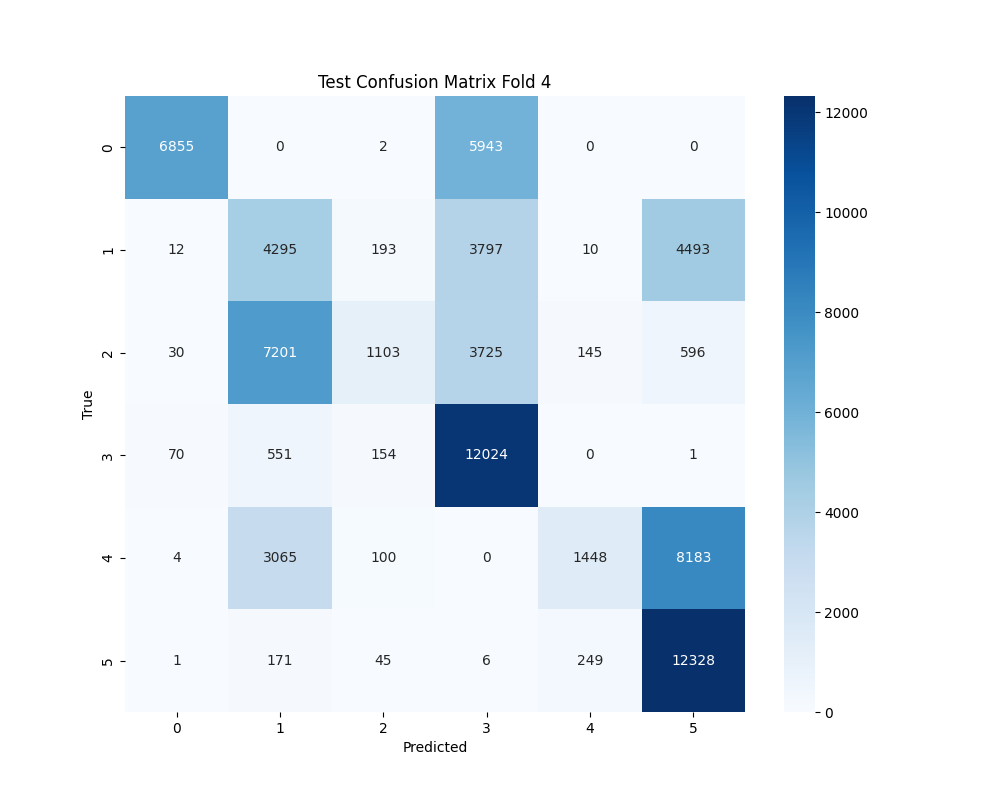 Test Confusion Matrix Fold 4
0 6855 0 2 5943 0 0
1 12 4295 193 3797 10 4493
2 30 7201 1103 3725 145 596
3 70 551 154 12024 0 1
4 4 3065 100 0 1448 8183
5 1 171 45 6 249 12328
0 1 2 3 4 5
Predicted
True
12000
10000
8000
6000
4000
2000
0